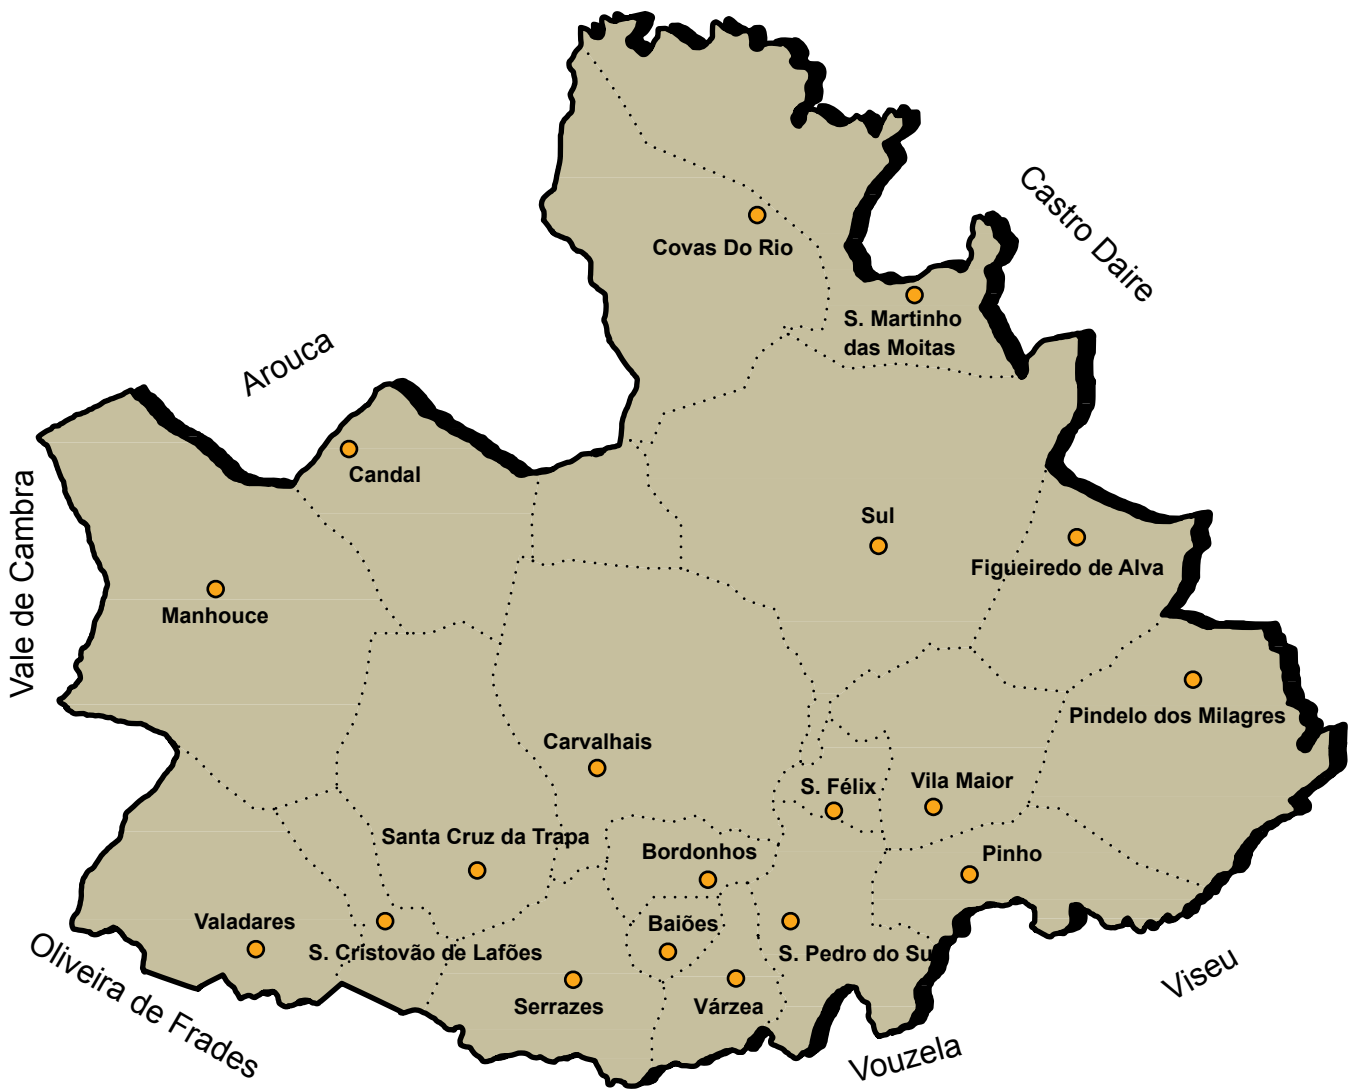 Castro Daire
Covas Do Rio
S. Martinho
das Moitas
Arouca
Candal
Vale de Cambra
Sul
Figueiredo de Alva
Manhouce
Pindelo dos Milagres
Carvalhais
S. Félix
Vila Maior
Santa Cruz da Trapa
Bordonhos
Pinho
Valadares
Baiões
S. Cristovão de Lafões
S. Pedro do Su
Oliveira de Frades
Serrazes
Várzea
Viseu
Vouzela